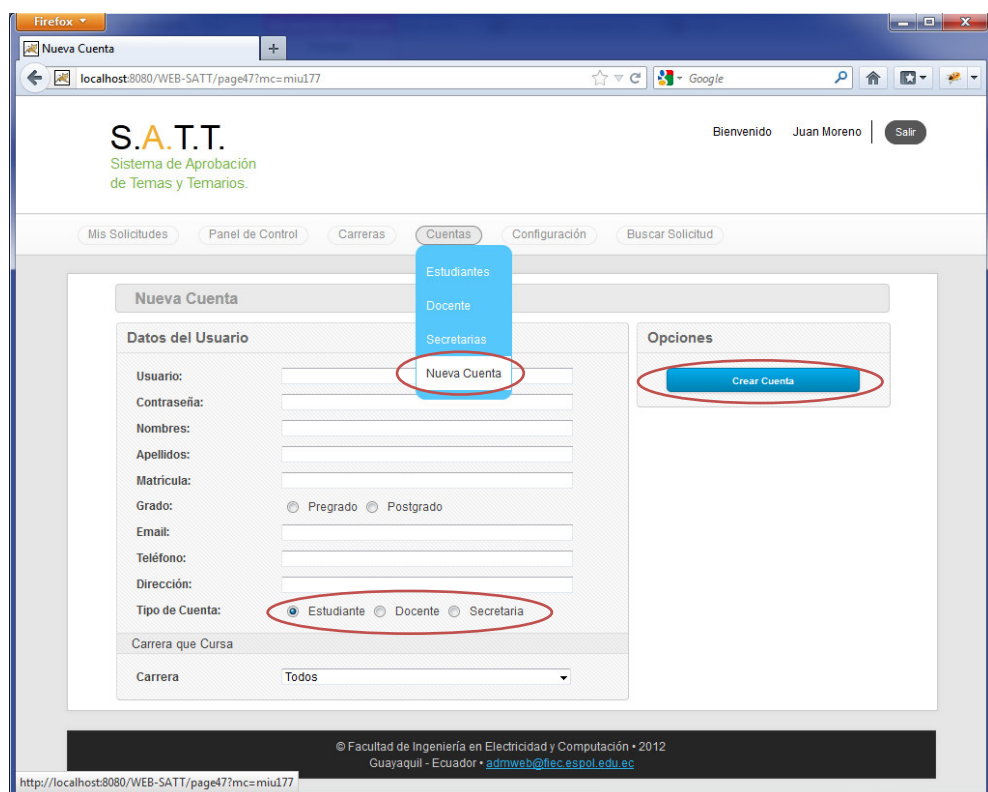 Firefox
Nueva Cuenta
localhost:8080/WEB-SATT/page47?mc=miu177
Google
S.A.T.T.
Sistema de Aprobación
de Temas y Temarios.
Bienvenido Juan Moreno Salir
Mis Solicitudes Panel de Control Carreras Cuentas Configuración Buscar Solicitud
Estudiantes
Docente
Secretarias
Nueva Cuenta
Nueva Cuenta
Datos del Usuario
Usuario:
Contraseña:
Nombres:
Apellidos:
Matrícula:
Grado: Pregrado Postgrado
Email:
Teléfono:
Dirección:
Tipo de Cuenta: Estudiante Docente Secretaria
Carrera que Cursa
Carrera Todos
Opciones
Crear Cuenta
© Facultad de Ingeniería en Electricidad y Computación • 2012
Guayaquil - Ecuador • admweb@fiec.espol.edu.ec
http://localhost:8080/WEB-SATT/page47?mc=miu177